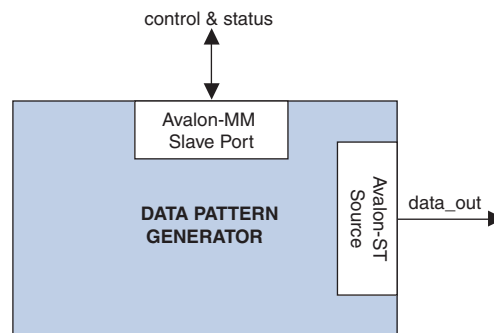 control & status
Avalon-MM
Slave Port
Avalon-ST
Source
data_out
DATA PATTERN
GENERATOR